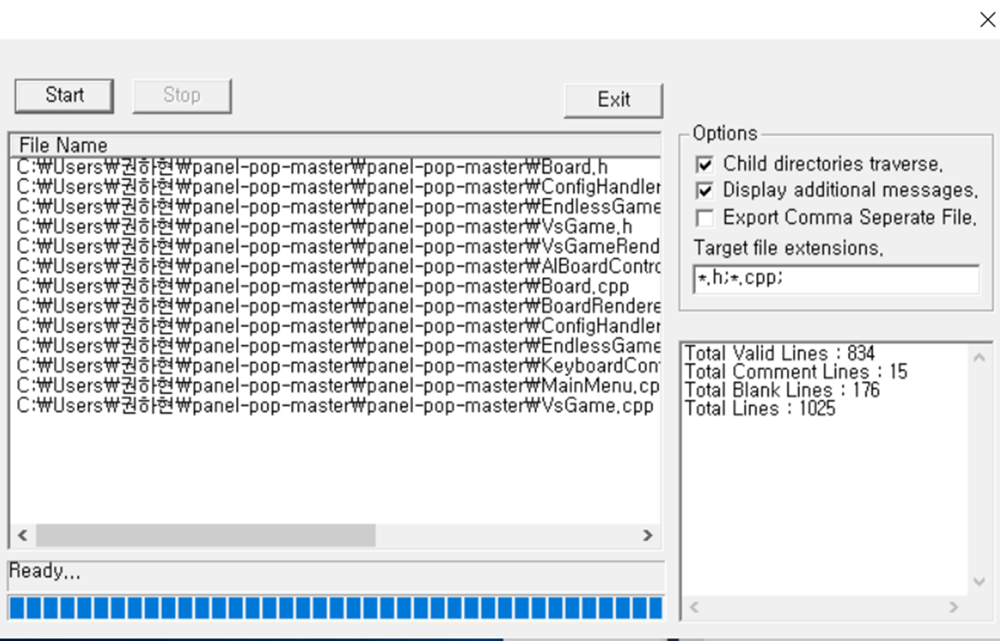 Start
Stop
Exit
File Name
C:₩Users₩권하현₩panel-pop-master₩panel-pop-master₩Board.h
C:₩Users₩권하현₩panel-pop-master₩panel-pop-master₩ConfigHandler
C:₩Users₩권하현₩panel-pop-master₩panel-pop-master₩EndlessGame
C:₩Users₩권하현₩panel-pop-master₩panel-pop-master₩VsGame.h
C:₩Users₩권하현₩panel-pop-master₩panel-pop-master₩VsGameRend
C:₩Users₩권하현₩panel-pop-master₩panel-pop-master₩AIBoardContro
C:₩Users₩권하현₩panel-pop-master₩panel-pop-master₩Board.cpp
C:₩Users₩권하현₩panel-pop-master₩panel-pop-master₩BoardRendere
C:₩Users₩권하현₩panel-pop-master₩panel-pop-master₩ConfigHandler
C:₩Users₩권하현₩panel-pop-master₩panel-pop-master₩EndlessGame
C:₩Users₩권하현₩panel-pop-master₩panel-pop-master₩KeyboardCont
C:₩Users₩권하현₩panel-pop-master₩panel-pop-master₩MainMenu.cp
C:₩Users₩권하현₩panel-pop-master₩panel-pop-master₩VsGame.cpp
Ready...
Options
Child directories traverse.
Display additional messages.
Export Comma Seperate File.
Target file extensions.
*.h;*.cpp;
Total Valid Lines : 834
Total Comment Lines : 15
Total Blank Lines : 176
Total Lines : 1025